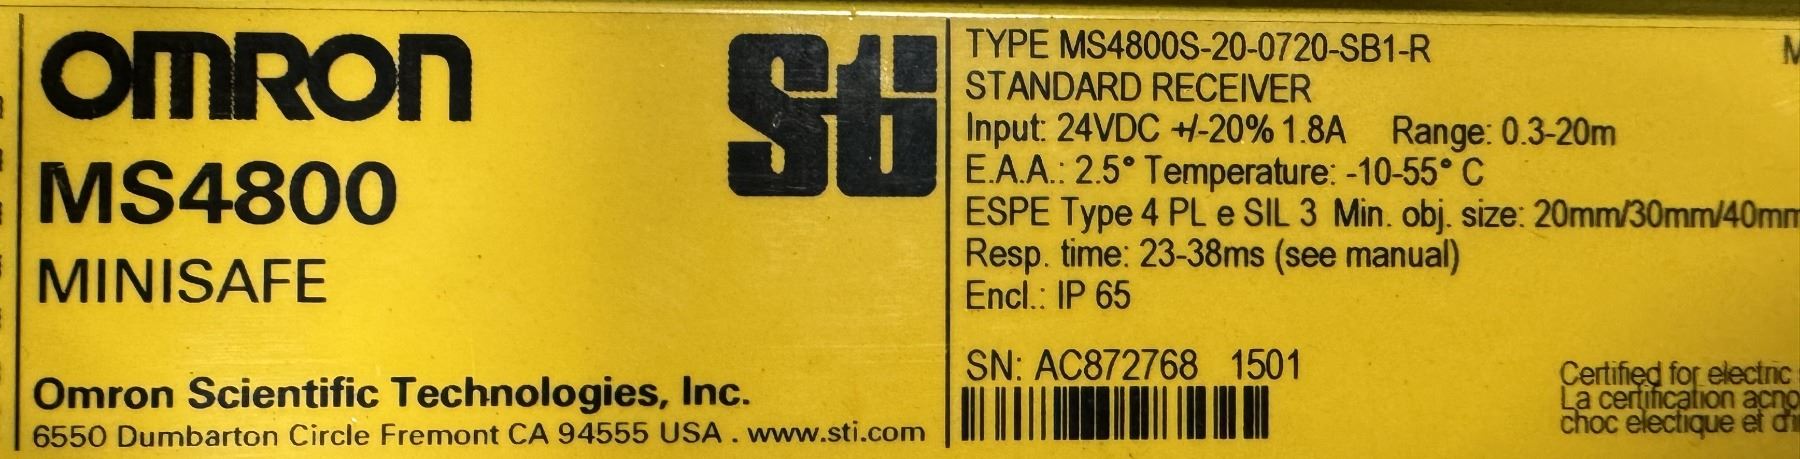 OMRON
sti
MS4800
MINISAFE
Omron Scientific Technologies, Inc.
6550 Dumbarton Circle Fremont CA 94555 USA . www.sti.com
TYPE MS4800S-20-0720-SB1-R
STANDARD RECEIVER
Input: 24VDC +/-20% 1.8A Range: 0.3-20m
E.A.A.: 2.5° Temperature: -10-55° C
ESPE Type 4 PL e SIL 3 Min. obj. size: 20mm/30mm/40mm
Resp. time: 23-38ms (see manual)
Encl.: IP 65
SN: AC872768 1501
Certified for electric
La certification
choc electique et